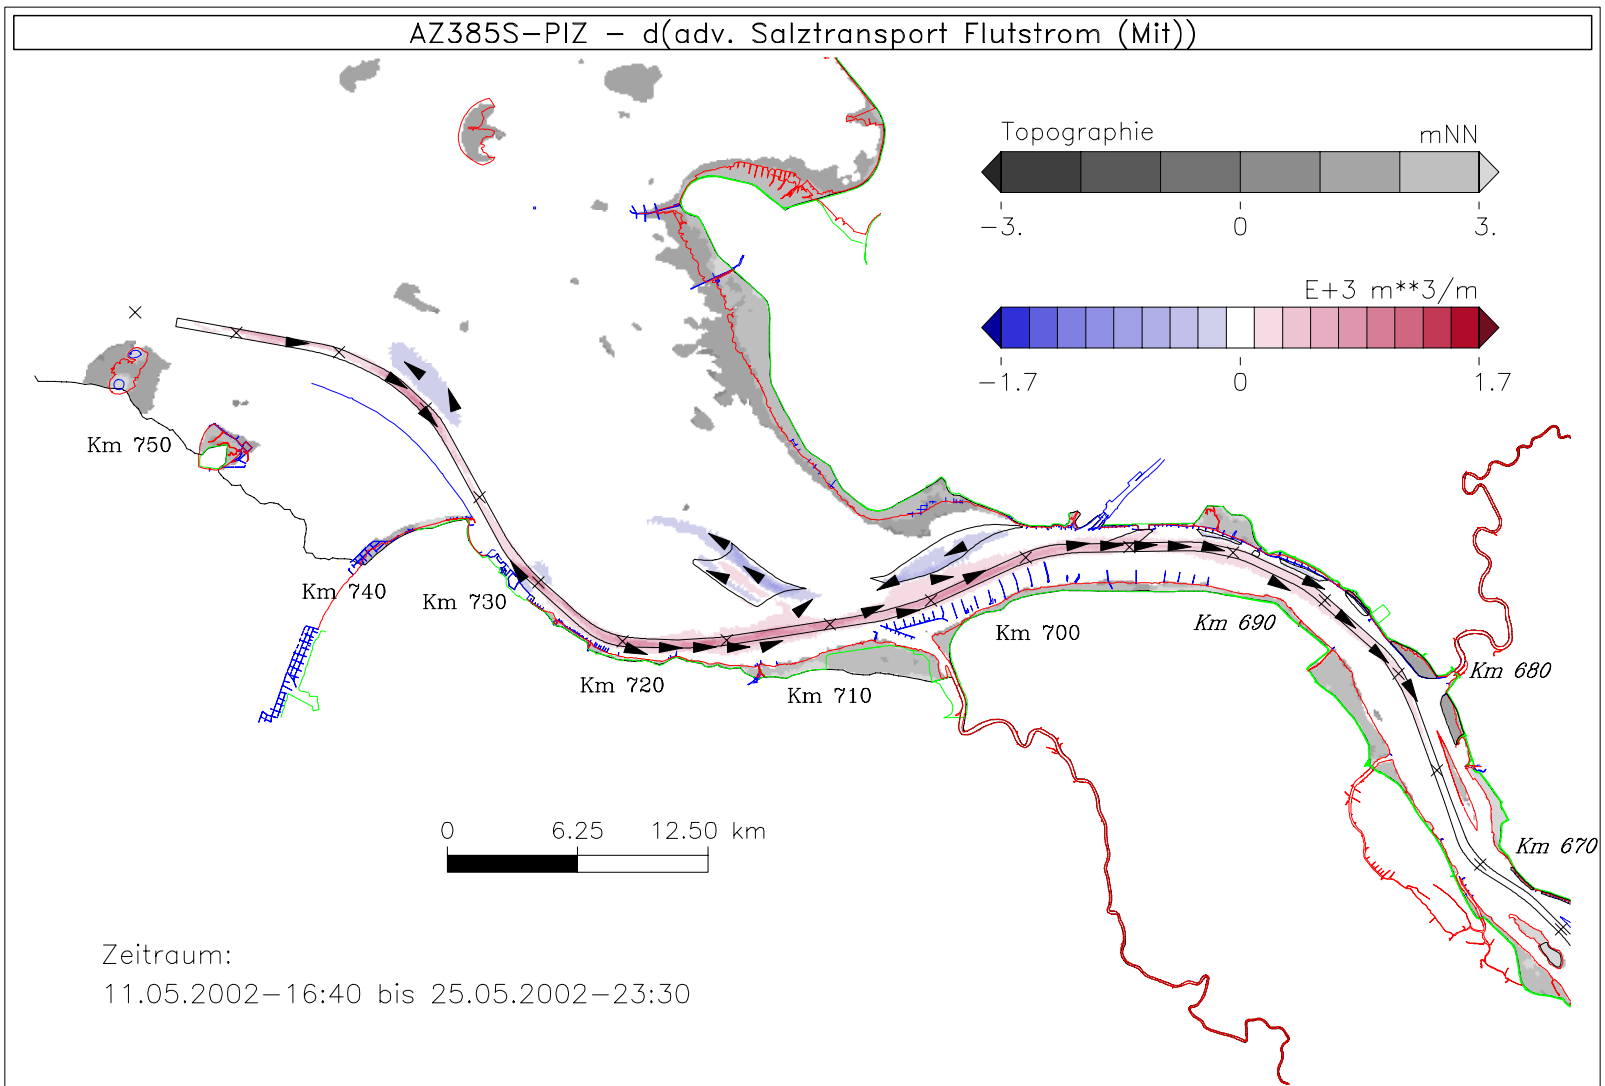 AZ385S-PIZ - d(adv. Salztransport Flutstrom (Mit))
Topographie mNN
-3. 0 3.
E+3 m**3/m
-1.7 0 1.7
Km 750
Km 740
Km 730
Km 720
Km 710
Km 700
Km 690
Km 680
Km 670
0 6.25 12.50 km
Zeitraum:
11.05.2002-16:40 bis 25.05.2002-23:30